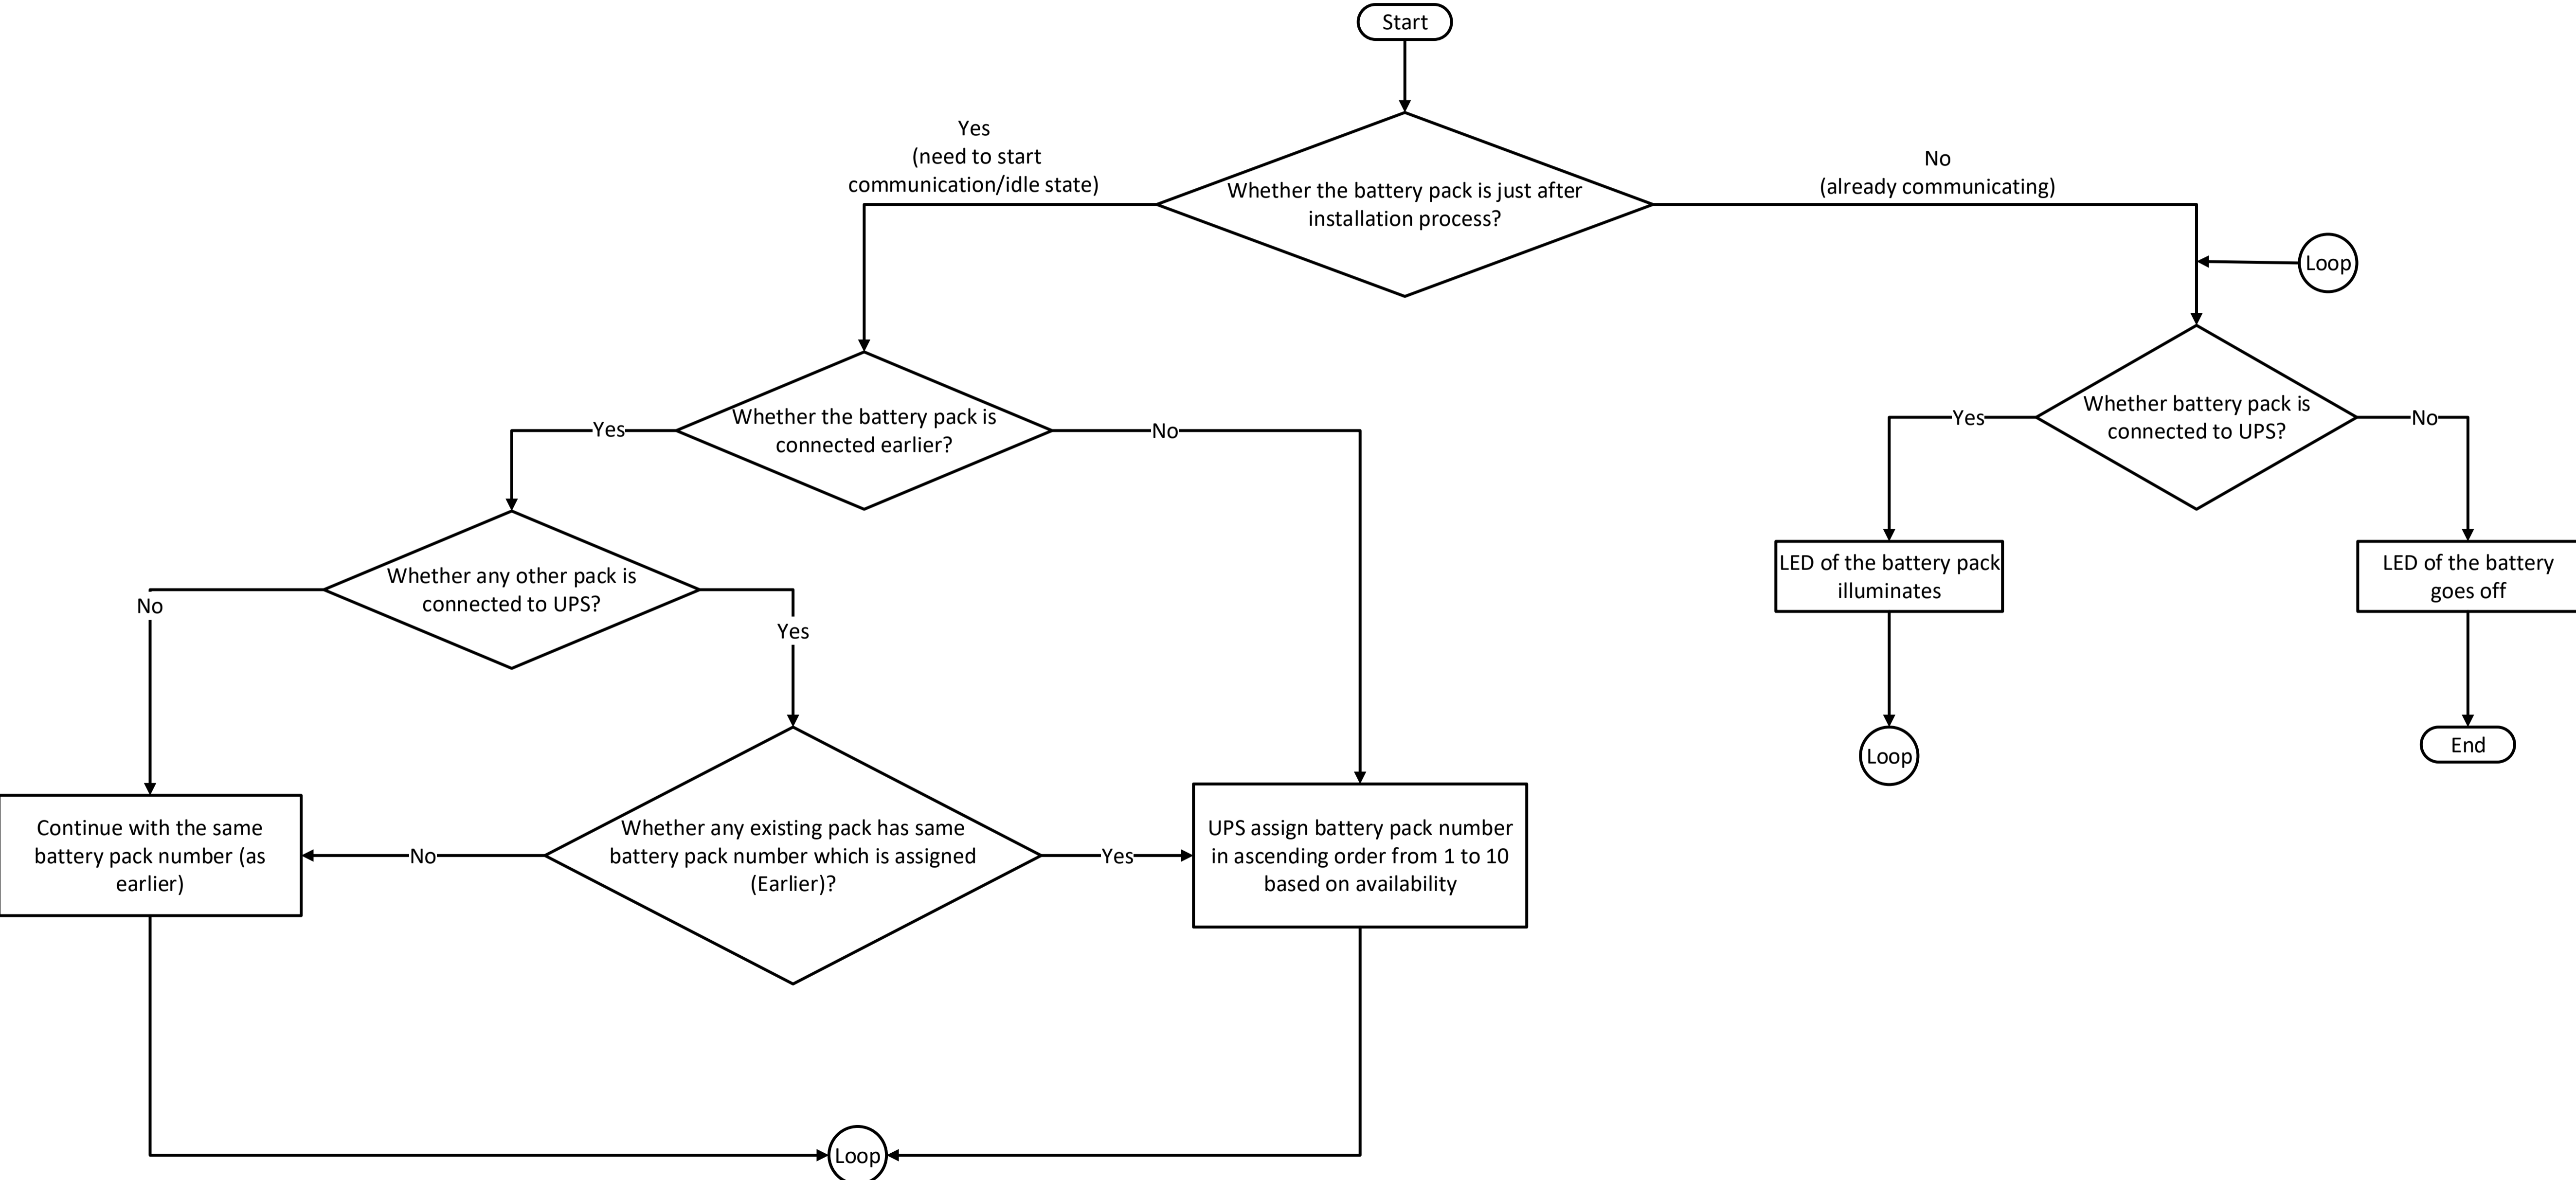 Start
Yes
(need to start
communication/idle state)
No
(already communicating)
Whether the battery pack is just after
installation process?
Loop
Whether the battery pack is
connected earlier?
Yes
No
Whether battery pack is
connected to UPS?
Yes
No
Whether any other pack is
connected to UPS?
No
Yes
LED of the battery pack
illuminates
LED of the battery
goes off
Loop
End
Continue with the same
battery pack number (as
earlier)
No
Whether any existing pack has same
battery pack number which is assigned
(Earlier)?
Yes
UPS assign battery pack number
in ascending order from 1 to 10
based on availability
Loop